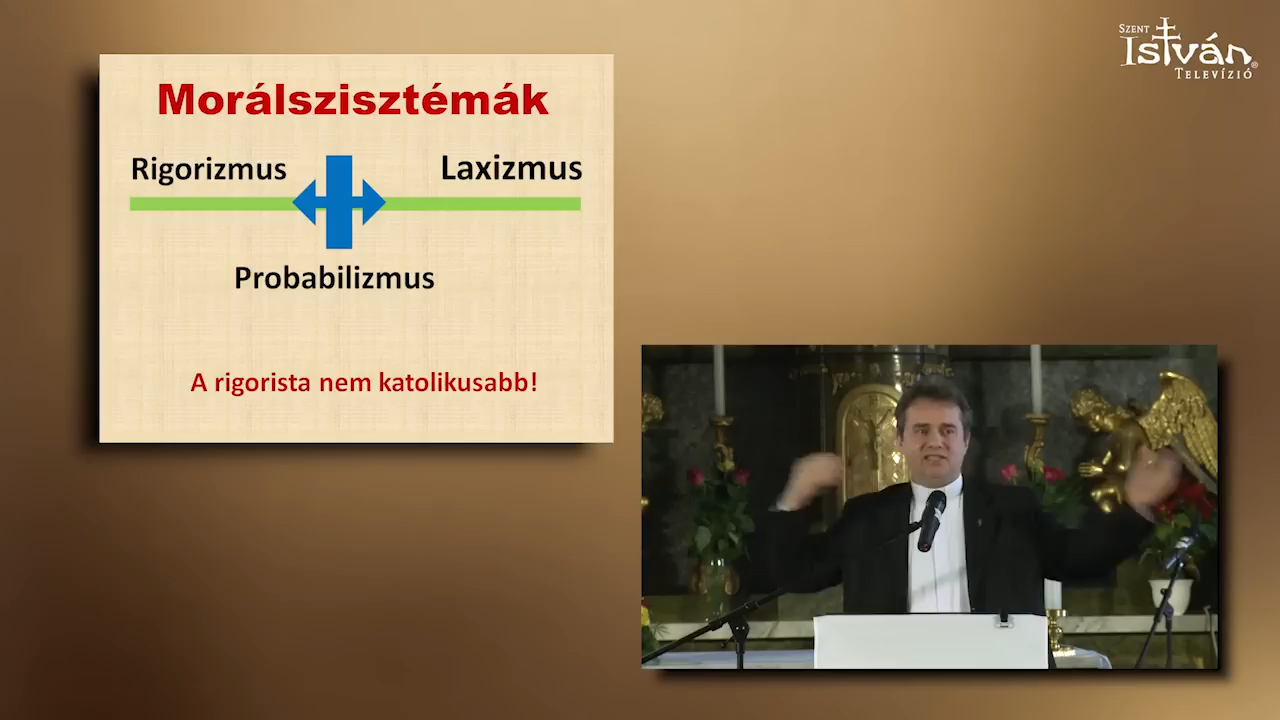 Morálszisztémák
Rigorizmus
Laxizmus
Probabilizmus
A rigorista nem katolikusabb!
SZENT
ISTVÁN
TELEVÍZIÓ